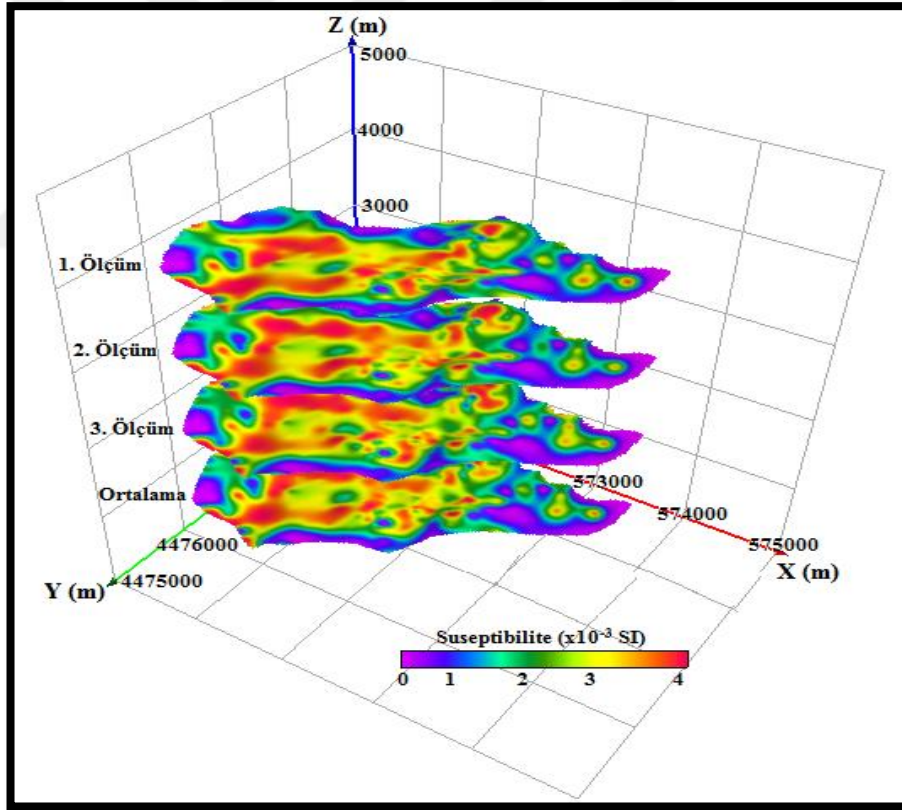 Z (m)
5000
4000
3000
1. Ölçüm
2. Ölçüm
3. Ölçüm
Ortalama
573000
574000
575000
X (m)
4476000
4475000
Y (m)
Suseptibilite (x10⁻³ SI)
0 1 2 3 4